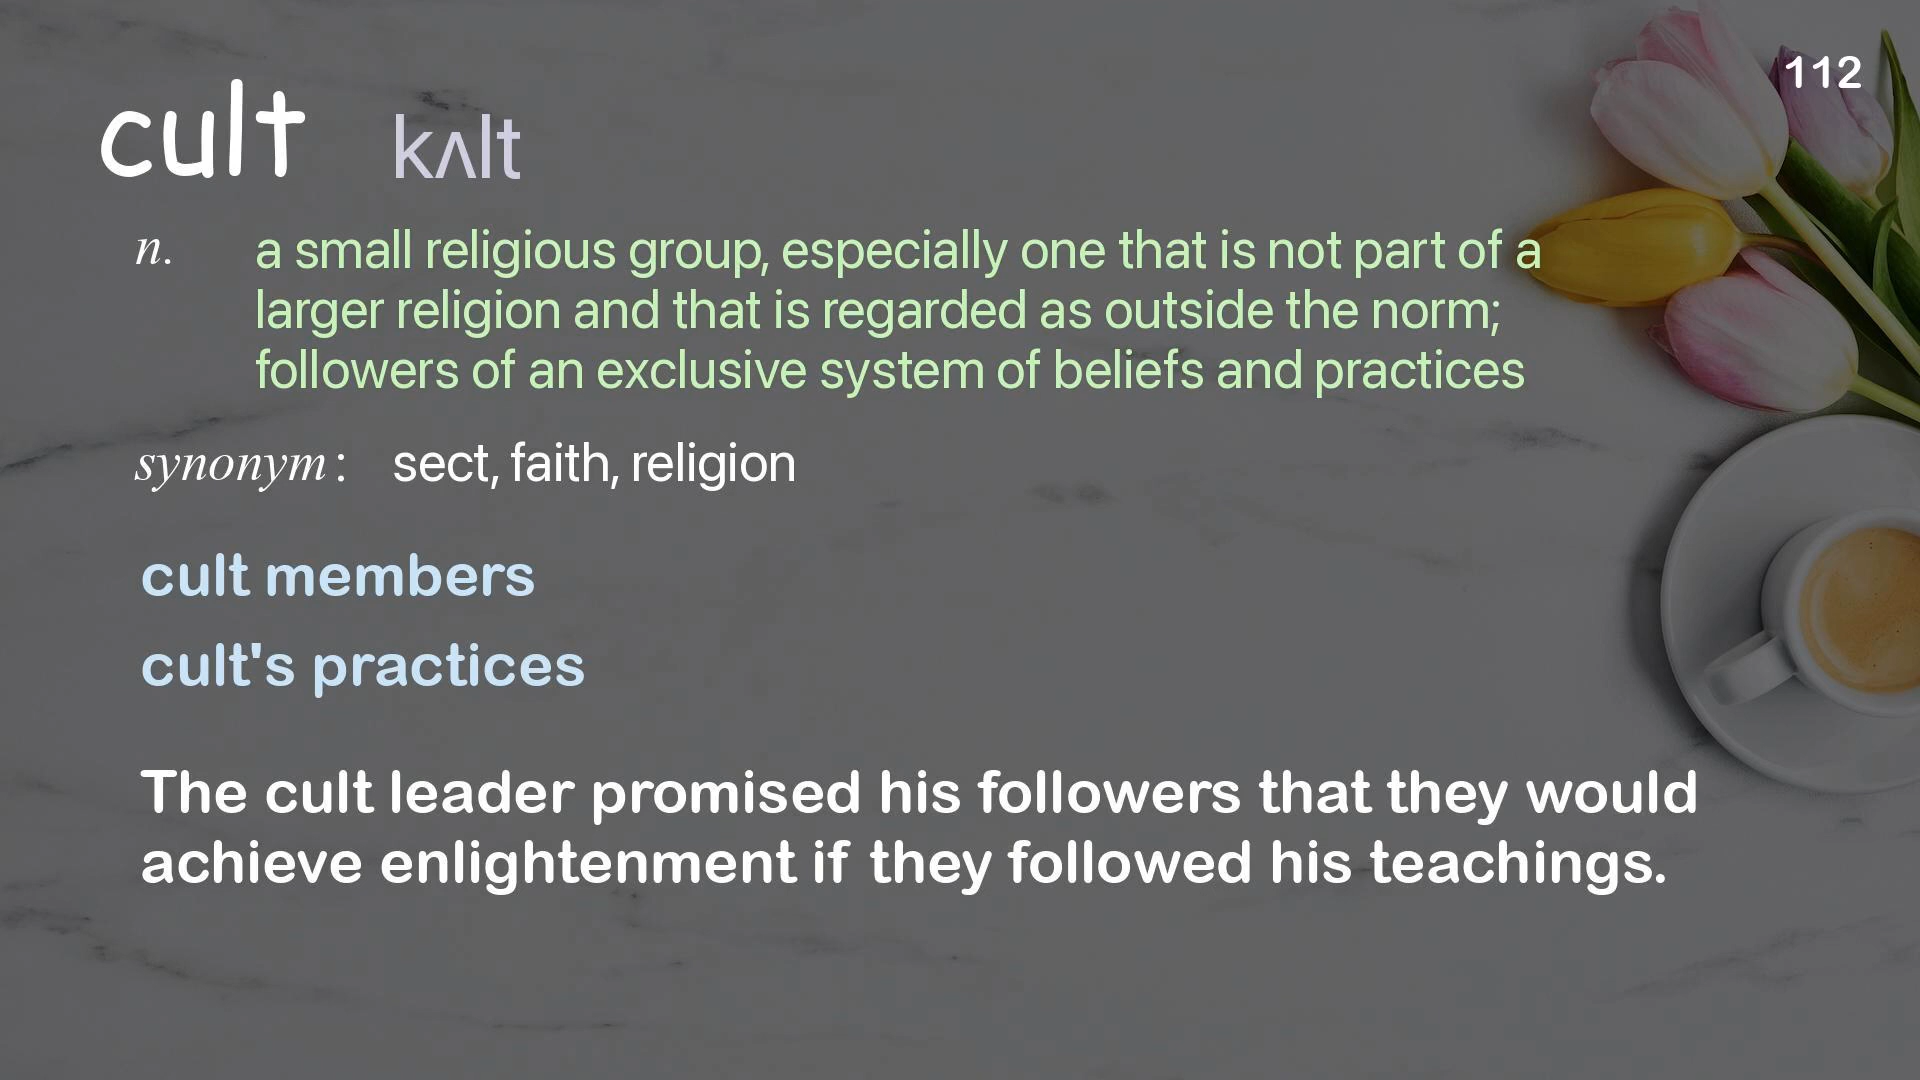 112
cult kʌlt
n. a small religious group, especially one that is not part of a
larger religion and that is regarded as outside the norm;
followers of an exclusive system of beliefs and practices
synonym : sect, faith, religion
cult members
cult's practices
The cult leader promised his followers that they would
achieve enlightenment if they followed his teachings.